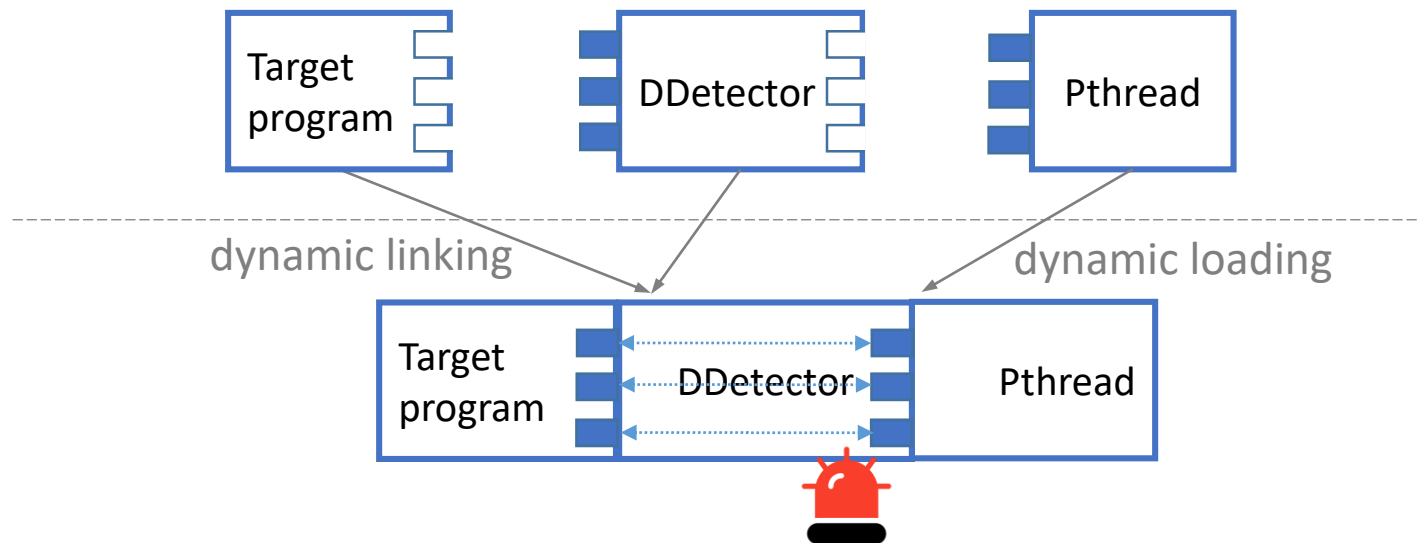 Target
program
DDetector
Pthread
dynamic linking
dynamic loading
Target
program
DDetector
Pthread